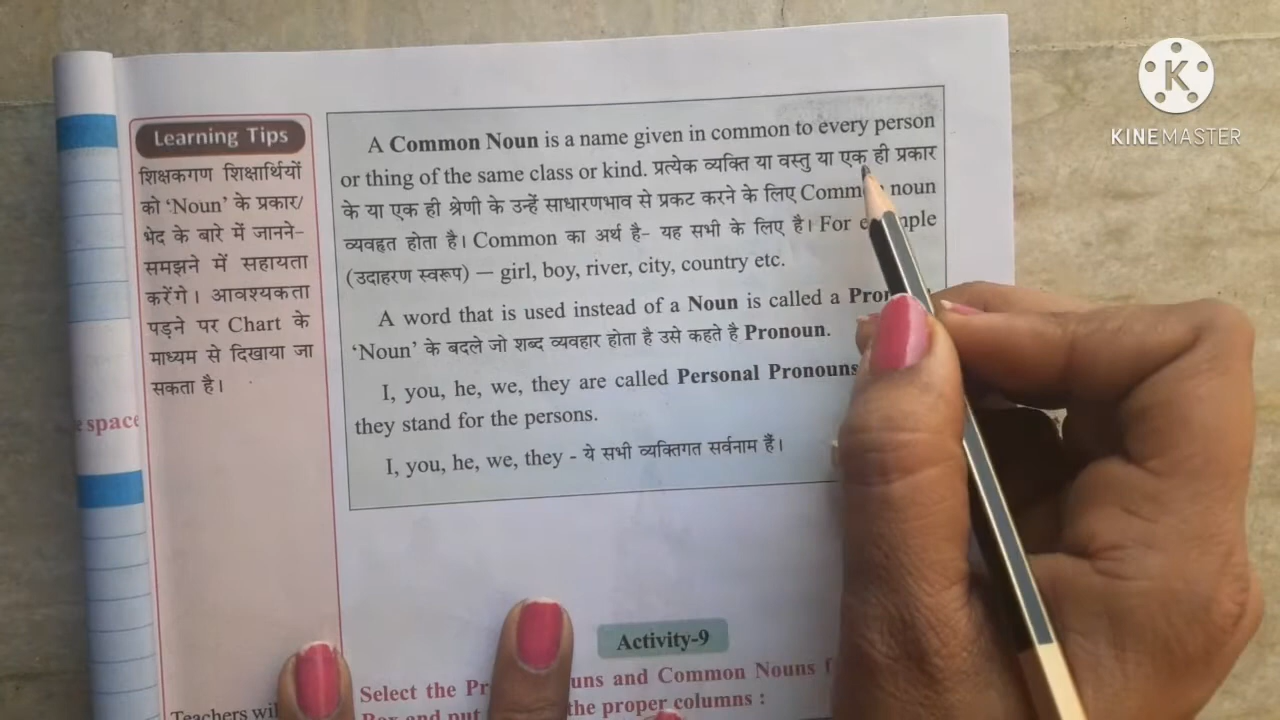 KINEMASTER
Learning Tips
शिक्षकगण शिक्षार्थियों
को 'Noun' के प्रकार/
भेद के बारे में जानने-
समझने में सहायता
करेंगे। आवश्यकता
पड़ने पर Chart के
माध्यम से दिखाया जा
सकता है।
space
Teachers
A Common Noun is a name given in common to every person
or thing of the same class or kind. प्रत्येक व्यक्ति या वस्तु या एक ही प्रकार
के या एक ही श्रेणी के उन्हें साधारणभाव से प्रकट करने के लिए noun
व्यवहृत होता है। Common का अर्थ है- यह सभी के लिए है। For
(उदाहरण स्वरूप) — girl, boy, river, city, country etc.
A word that is used instead of a Noun is called a
'Noun' के बदले जो शब्द व्यवहार होता है उसे कहते है Pronoun.
I, you, he, we, they are called Personal Pronouns
they stand for the persons.
I, you, he, we, they - ये सभी व्यक्तिगत सर्वनाम हैं।
Activity-9
Select the and Common Nouns
and put the proper columns :